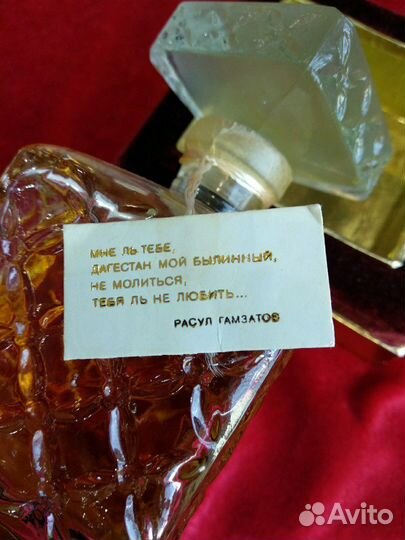 МНЕ ЛЬ ТЕБЕ,
ДАГЕСТАН МОЙ БЫЛИННЫЙ,
НЕ МОЛИТЬСЯ,
ТЕБЯ ЛЬ НЕ ЛЮБИТЬ...
РАСУЛ ГАМЗАТОВ
Avito